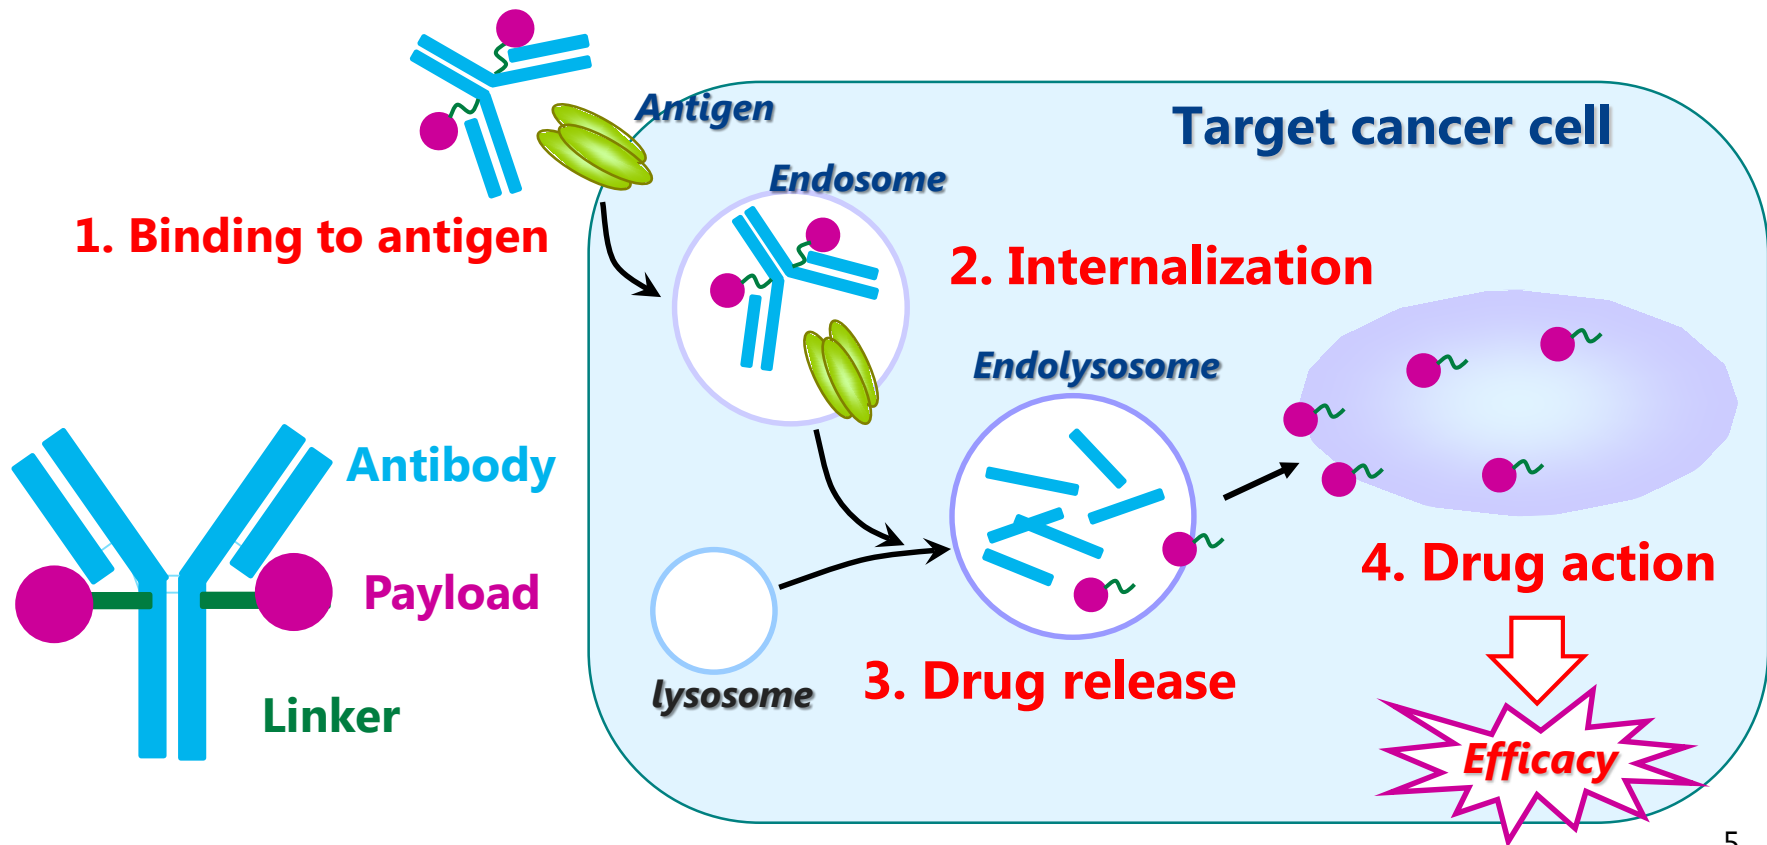 Antigen
Target cancer cell
Endosome
1. Binding to antigen
2. Internalization
Endolysosome
Antibody
Payload
4. Drug action
lysosome
3. Drug release
Linker
Efficacy
5